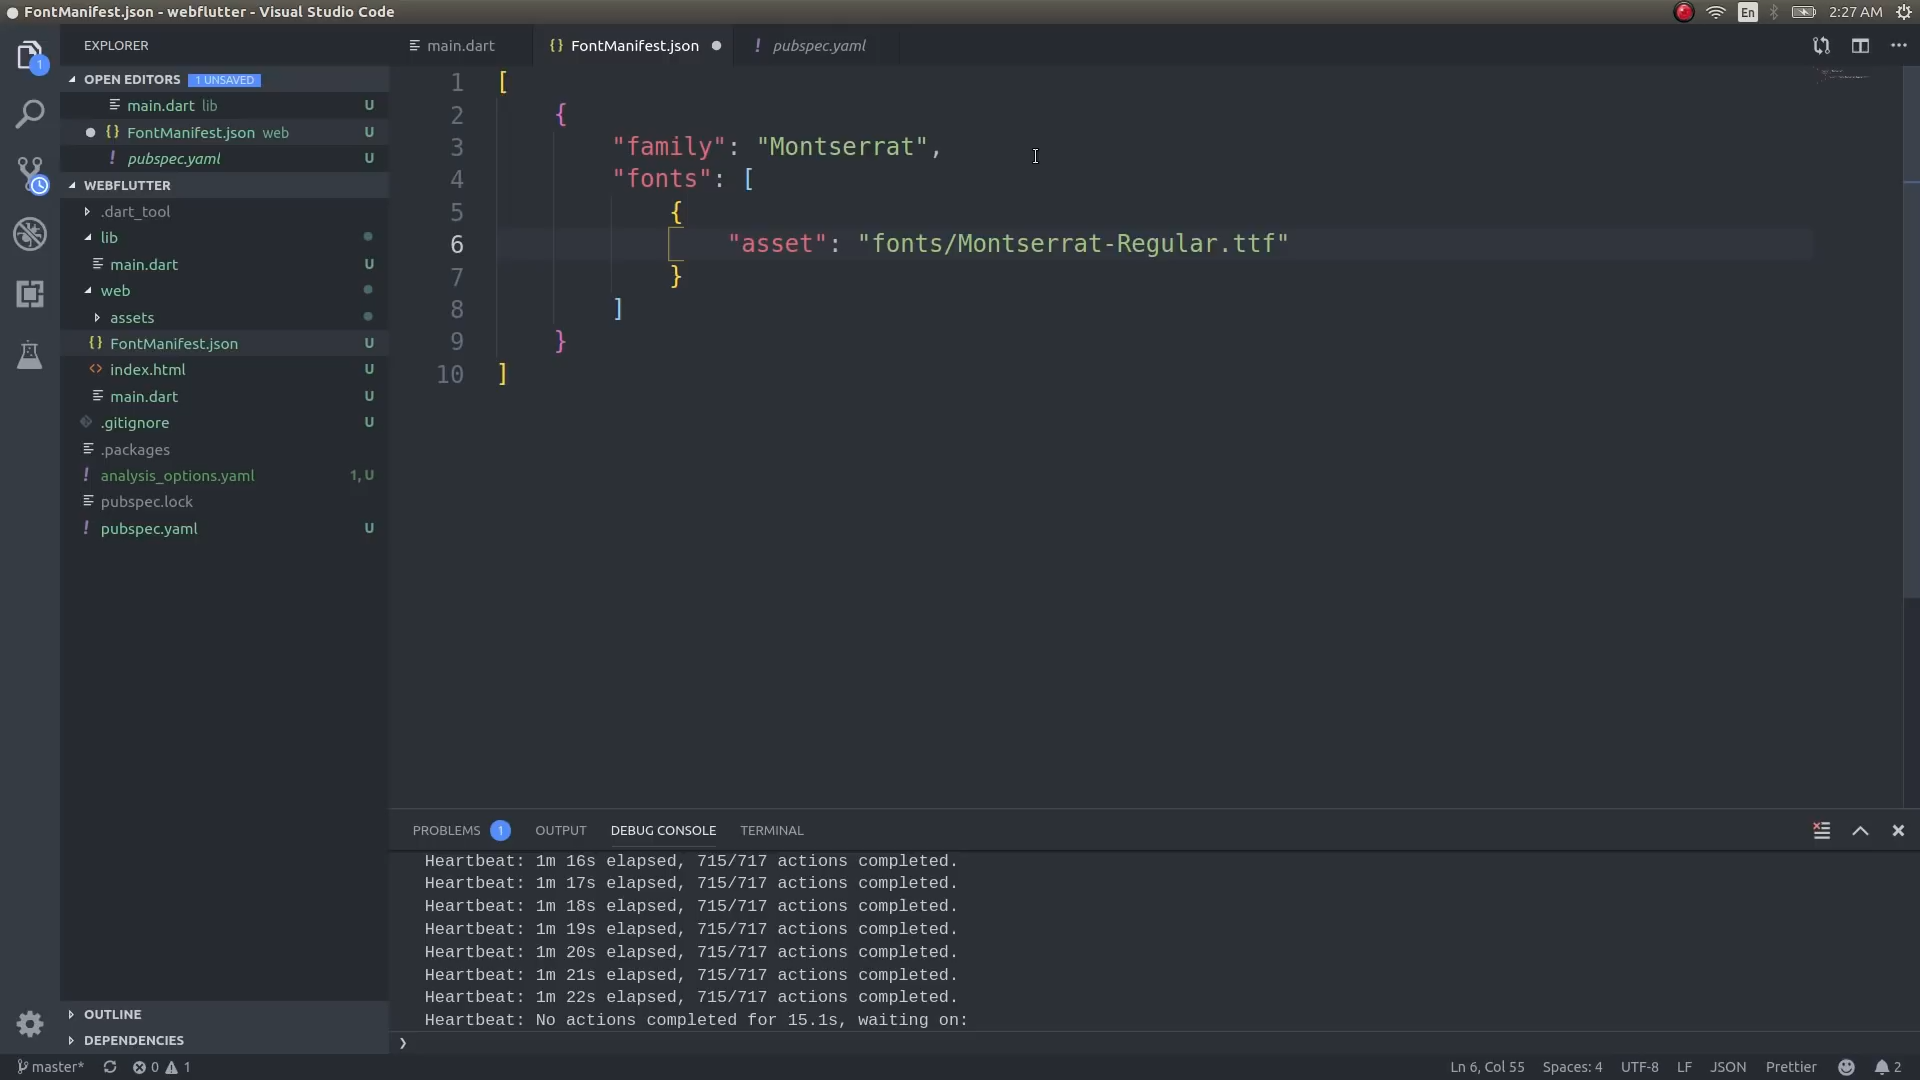 FontManifest.json - webflutter - Visual Studio Code
En
2:27 AM
EXPLORER
main.dart
{} FontManifest.json
! pubspec.yaml
OPEN EDITORS 1 UNSAVED
main.dart lib U
{} FontManifest.json web U
! pubspec.yaml U
WEBFLUTTER
.dart_tool
lib
main.dart U
web
assets
{} FontManifest.json U
<> index.html U
main.dart U
.gitignore U
.packages
! analysis_options.yaml 1, U
pubspec.lock
! pubspec.yaml U
OUTLINE
DEPENDENCIES
1
1 [
2 {
3 "family": "Montserrat",
4 "fonts": [
5 {
6 "asset": "fonts/Montserrat-Regular.ttf"
7 }
8 ]
9 }
10 ]
PROBLEMS 1 OUTPUT DEBUG CONSOLE TERMINAL
Heartbeat: 1m 16s elapsed, 715/717 actions completed.
Heartbeat: 1m 17s elapsed, 715/717 actions completed.
Heartbeat: 1m 18s elapsed, 715/717 actions completed.
Heartbeat: 1m 19s elapsed, 715/717 actions completed.
Heartbeat: 1m 20s elapsed, 715/717 actions completed.
Heartbeat: 1m 21s elapsed, 715/717 actions completed.
Heartbeat: 1m 22s elapsed, 715/717 actions completed.
Heartbeat: No actions completed for 15.1s, waiting on:
❯
master* 0 1 Ln 6, Col 55 Spaces: 4 UTF-8 LF JSON Prettier 2